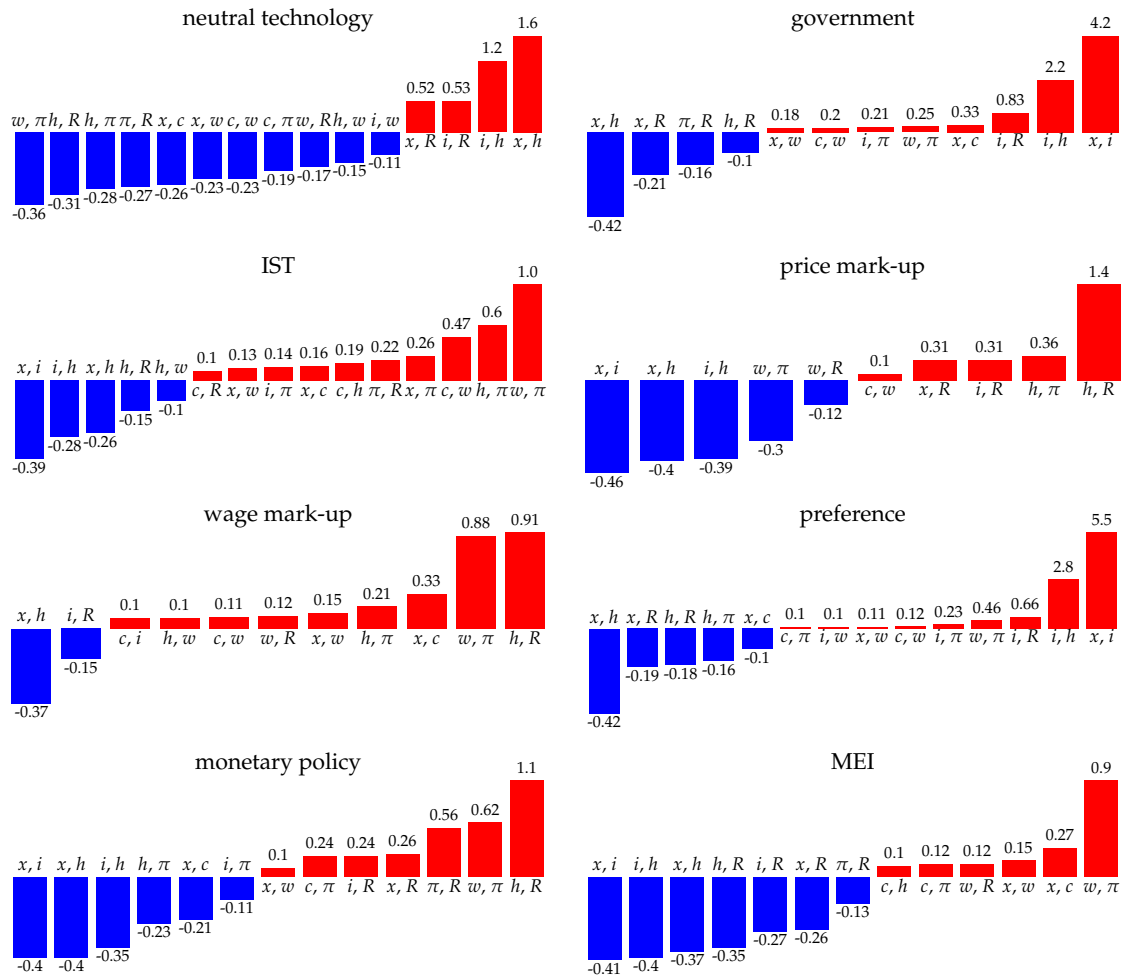 neutral technology
1.6
1.2
0.52 0.53
w, π h, R h, π π, R x, c x, w c, w c, π w, R h, w i, w
x, R i, R i, h x, h
-0.36 -0.31 -0.28 -0.27 -0.26 -0.23 -0.23 -0.19 -0.17 -0.15 -0.11
government
4.2
2.2
0.18 0.2 0.21 0.25 0.33 0.83
x, h x, R π, R h, R
x, w c, w i, π w, π x, c i, R i, h x, i
-0.42 -0.21 -0.16 -0.1
IST
1.0
0.1 0.13 0.14 0.16 0.19 0.22 0.26 0.47 0.6
x, i i, h x, h h, R h, w
c, R x, w i, π x, c c, h π, R x, π c, w h, π w, π
-0.39 -0.28 -0.26 -0.15 -0.1
price mark-up
1.4
0.1 0.31 0.31 0.36
x, i x, h i, h w, π w, R
c, w x, R i, R h, π h, R
-0.46 -0.4 -0.39 -0.3 -0.12
wage mark-up
0.88 0.91
0.1 0.1 0.11 0.12 0.15 0.21 0.33
x, h i, R
c, i h, w c, w w, R x, w h, π x, c w, π h, R
-0.37 -0.15
preference
5.5
2.8
0.1 0.1 0.11 0.12 0.23 0.46 0.66
x, h x, R h, R h, π x, c
c, π i, w x, w c, w i, π w, π i, R i, h x, i
-0.42 -0.19 -0.18 -0.16 -0.1
monetary policy
1.1
0.1 0.24 0.24 0.26 0.56 0.62
x, i x, h i, h h, π x, c i, π
x, w c, π i, R x, R π, R w, π h, R
-0.4 -0.4 -0.35 -0.23 -0.21 -0.11
MEI
0.9
0.1 0.12 0.12 0.15 0.27
x, i i, h x, h h, R i, R x, R π, R
c, h c, π w, R x, w x, c w, π
-0.41 -0.4 -0.37 -0.35 -0.27 -0.26 -0.13